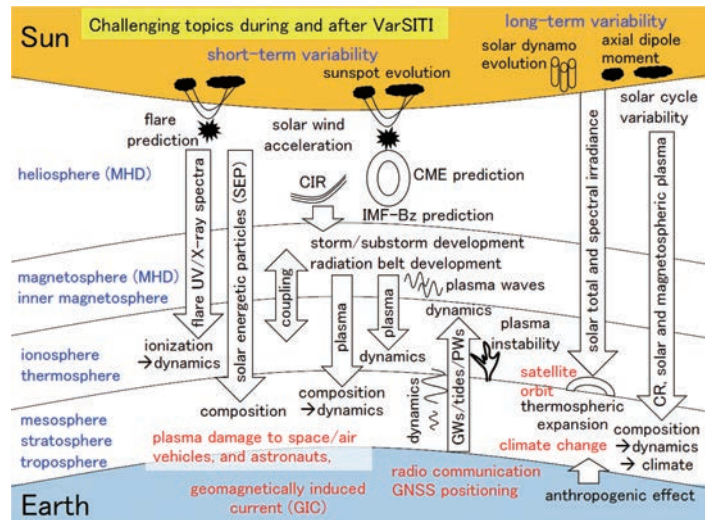 Sun
Challenging topics during and after VarSITI
short-term variability
long-term variability
sunspot evolution
solar dynamo
evolution
axial dipole
moment
flare
prediction
solar wind
acceleration
solar cycle
variability
heliosphere (MHD)
CIR
CME prediction
IMF-Bz prediction
flare UV/X-ray spectra
solar energetic particles (SEP)
solar total and spectral irradiance
CR, solar and magnetospheric plasma
storm/substorm development
radiation belt development
magnetosphere (MHD)
inner magnetosphere
coupling
plasma
plasma
plasma waves
dynamics
plasma
instability
ionization
→dynamics
dynamics
ionosphere
thermosphere
composition
composition
→dynamics
dynamics
GWs/tides/PWs
satellite
orbit
thermospheric
expansion
mesosphere
stratosphere
troposphere
plasma damage to space/air
vehicles, and astronauts,
climate change
composition
→dynamics
→ climate
radio communication
GNSS positioning
geomagnetically induced
current (GIC)
anthropogenic effect
Earth